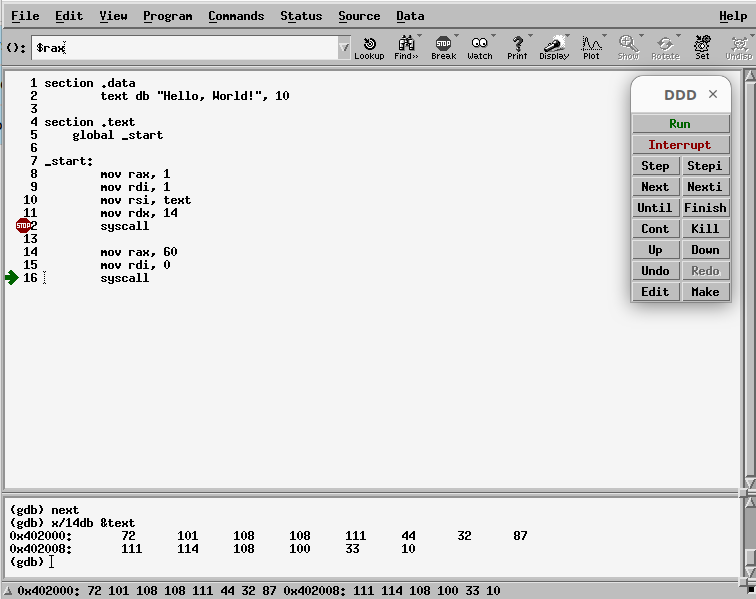 File Edit View Program Commands Status Source Data Help
(): $rax
Lookup Find» Break Watch Print Display Plot Show Rotate Set Undisp
STOP
1 section .data
2 text db "Hello, World!", 10
3
4 section .text
5 global _start
6
7 _start:
8 mov rax, 1
9 mov rdi, 1
10 mov rsi, text
11 mov rdx, 14
STOP 2 syscall
13
14 mov rax, 60
15 mov rdi, 0
16 syscall
DDD ×
Run
Interrupt
Step Stepi
Next Nexti
Until Finish
Cont Kill
Up Down
Undo Redo
Edit Make
(gdb) next
(gdb) x/14db &text
0x402000: 72 101 108 108 111 44 32 87
0x402008: 111 114 108 100 33 10
(gdb)
0x402000: 72 101 108 108 111 44 32 87 0x402008: 111 114 108 100 33 10